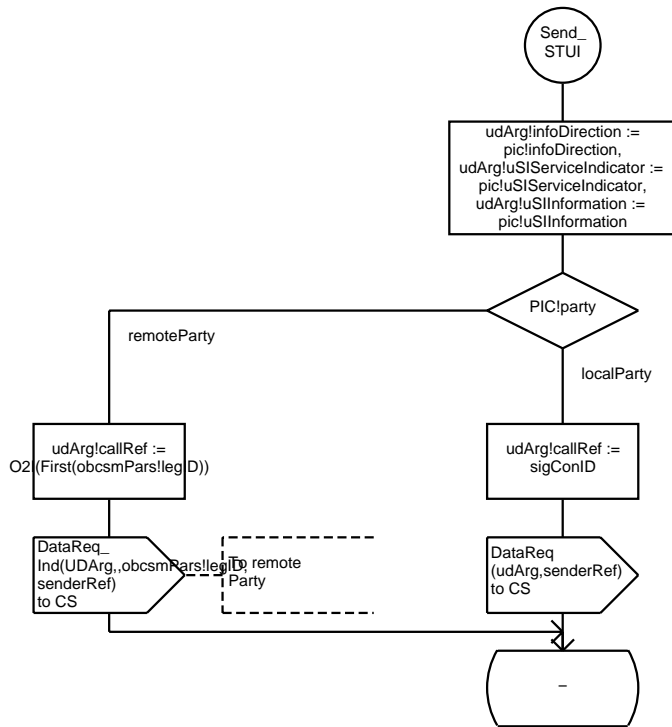 Send_
STUI
udArg!infoDirection :=
pic!infoDirection,
udArg!uSIServiceIndicator :=
pic!uSIServiceIndicator,
udArg!uSIInformation :=
pic!uSIInformation
PIC!party
remoteParty
localParty
udArg!callRef :=
O2I(First(obcsmPars!legID))
udArg!callRef :=
sigConID
DataReq_
Ind(UDArg,,obcsmPars!legID,
senderRef)
to CS
To remote
Party
DataReq
(udArg,senderRef)
to CS
–